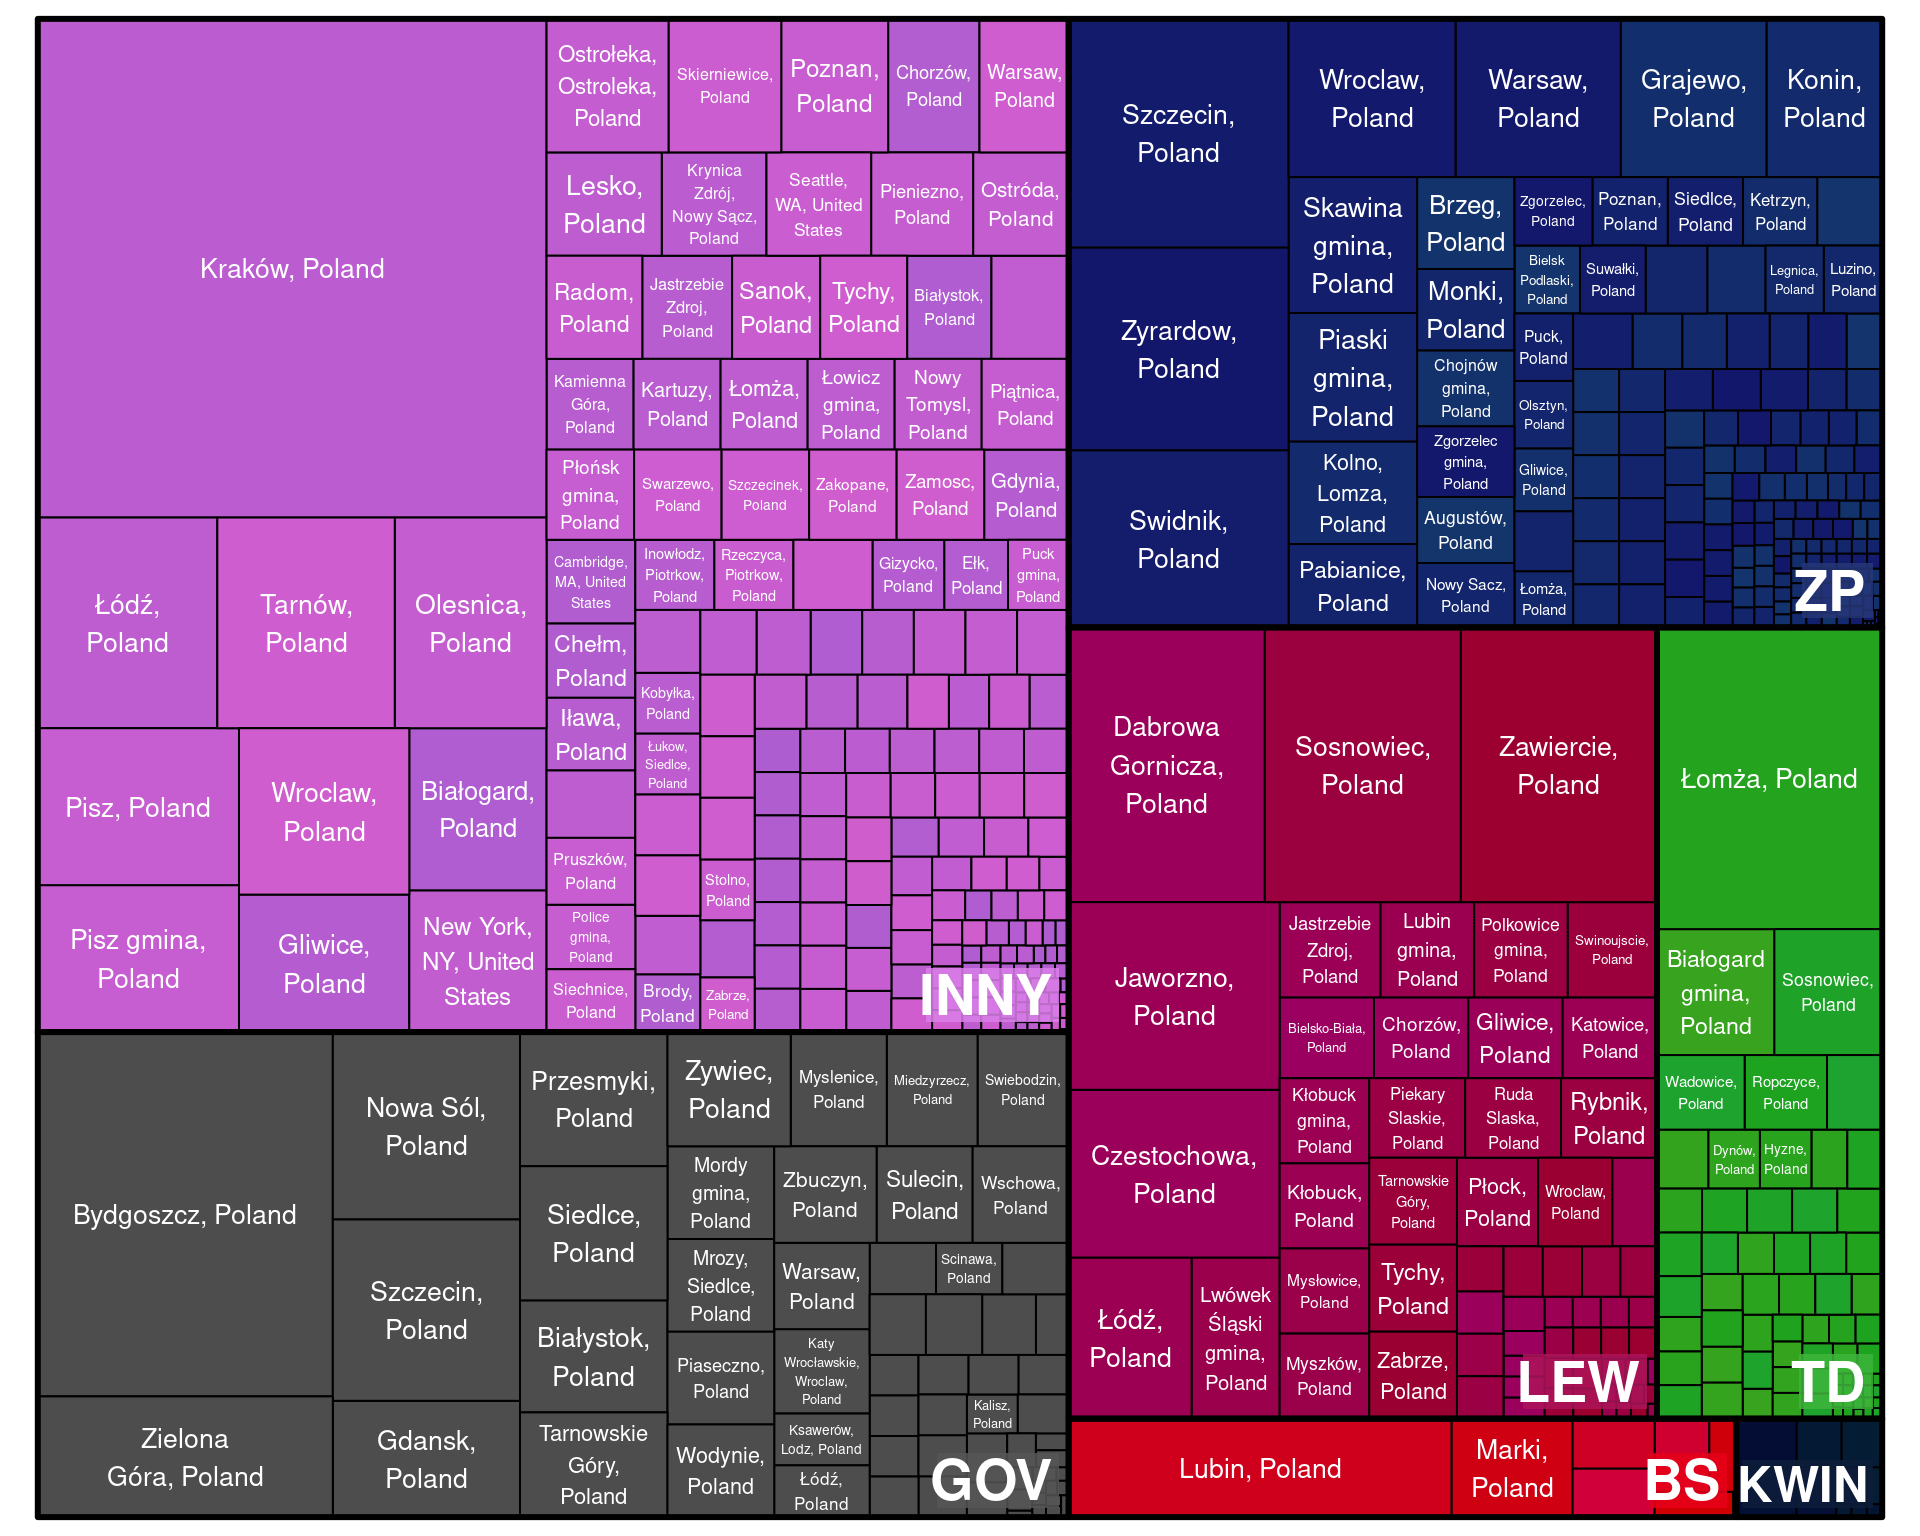 Kraków, Poland
Ostrołeka,
Ostroleka,
Poland
Skierniewice,
Poland
Poznan,
Poland
Chorzów,
Poland
Warsaw,
Poland
Lesko,
Poland
Krynica
Zdrój,
Nowy Sącz,
Poland
Seattle,
WA, United
States
Pieniezno,
Poland
Ostróda,
Poland
Radom,
Poland
Jastrzebie
Zdroj,
Poland
Sanok,
Poland
Tychy,
Poland
Białystok,
Poland
Kamienna
Góra,
Poland
Kartuzy,
Poland
Łomża,
Poland
Łowicz
gmina,
Poland
Nowy
Tomysl,
Poland
Piątnica,
Poland
Płońsk
gmina,
Poland
Swarzewo,
Poland
Szczecinek,
Poland
Zakopane,
Poland
Zamosc,
Poland
Gdynia,
Poland
Łódź,
Poland
Tarnów,
Poland
Olesnica,
Poland
Cambridge,
MA, United
States
Inowłodz,
Piotrkow,
Poland
Rzeczyca,
Piotrkow,
Poland
Gizycko,
Poland
Ełk,
Poland
Puck
gmina,
Poland
Chełm,
Poland
Iława,
Poland
Kobyłka,
Poland
Łukow,
Siedlce,
Poland
Pisz, Poland
Wroclaw,
Poland
Białogard,
Poland
Pruszków,
Poland
Stolno,
Poland
Pisz gmina,
Poland
Gliwice,
Poland
New York,
NY, United
States
Police
gmina,
Poland
Siechnice,
Poland
Brody,
Poland
Zabrze,
Poland
INNY
Bydgoszcz, Poland
Zielona
Góra, Poland
Nowa Sól,
Poland
Szczecin,
Poland
Gdansk,
Poland
Przesmyki,
Poland
Siedlce,
Poland
Białystok,
Poland
Tarnowskie
Góry,
Poland
Zywiec,
Poland
Myslenice,
Poland
Miedzyrzecz,
Poland
Swiebodzin,
Poland
Mordy
gmina,
Poland
Zbuczyn,
Poland
Sulecin,
Poland
Wschowa,
Poland
Mrozy,
Siedlce,
Poland
Warsaw,
Poland
Scinawa,
Poland
Piaseczno,
Poland
Katy
Wrocławskie,
Wroclaw,
Poland
Kalisz,
Poland
Wodynie,
Poland
Ksawerów,
Lodz, Poland
Łódź,
Poland
GOV
Szczecin,
Poland
Zyrardow,
Poland
Swidnik,
Poland
Wroclaw,
Poland
Warsaw,
Poland
Grajewo,
Poland
Konin,
Poland
Skawina
gmina,
Poland
Piaski
gmina,
Poland
Kolno,
Lomza,
Poland
Pabianice,
Poland
Brzeg,
Poland
Monki,
Poland
Chojnów
gmina,
Poland
Zgorzelec
gmina,
Poland
Augustów,
Poland
Nowy Sacz,
Poland
Zgorzelec,
Poland
Poznan,
Poland
Siedlce,
Poland
Ketrzyn,
Poland
Bielsk
Podlaski,
Poland
Suwałki,
Poland
Legnica,
Poland
Luzino,
Poland
Puck,
Poland
Olsztyn,
Poland
Gliwice,
Poland
Łomża,
Poland
ZP
Dabrowa
Gornicza,
Poland
Sosnowiec,
Poland
Zawiercie,
Poland
Jaworzno,
Poland
Czestochowa,
Poland
Łódź,
Poland
Lwówek
Śląski
gmina,
Poland
Jastrzebie
Zdroj,
Poland
Lubin
gmina,
Poland
Polkowice
gmina,
Poland
Swinoujscie,
Poland
Bielsko-Biała,
Poland
Chorzów,
Poland
Gliwice,
Poland
Katowice,
Poland
Kłobuck
gmina,
Poland
Piekary
Slaskie,
Poland
Ruda
Slaska,
Poland
Rybnik,
Poland
Kłobuck,
Poland
Tarnowskie
Góry,
Poland
Płock,
Poland
Wroclaw,
Poland
Mysłowice,
Poland
Tychy,
Poland
Myszków,
Poland
Zabrze,
Poland
LEW
Łomża, Poland
Białogard
gmina,
Poland
Sosnowiec,
Poland
Wadowice,
Poland
Ropczyce,
Poland
Dynów,
Poland
Hyzne,
Poland
TD
Lubin, Poland
Marki,
Poland
BS
KWIN